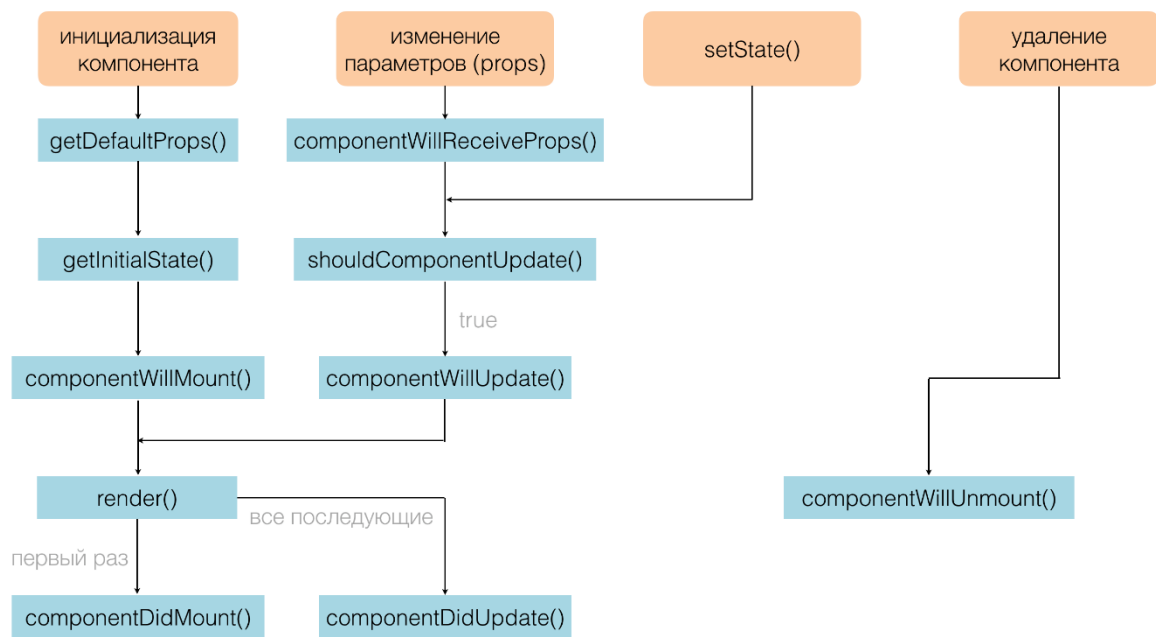 инициализация
компонента
изменение
параметров (props)
setState()
удаление
компонента
getDefaultProps()
componentWillReceiveProps()
getInitialState()
shouldComponentUpdate()
true
componentWillMount()
componentWillUpdate()
render()
все последующие
componentWillUnmount()
первый раз
componentDidMount()
componentDidUpdate()